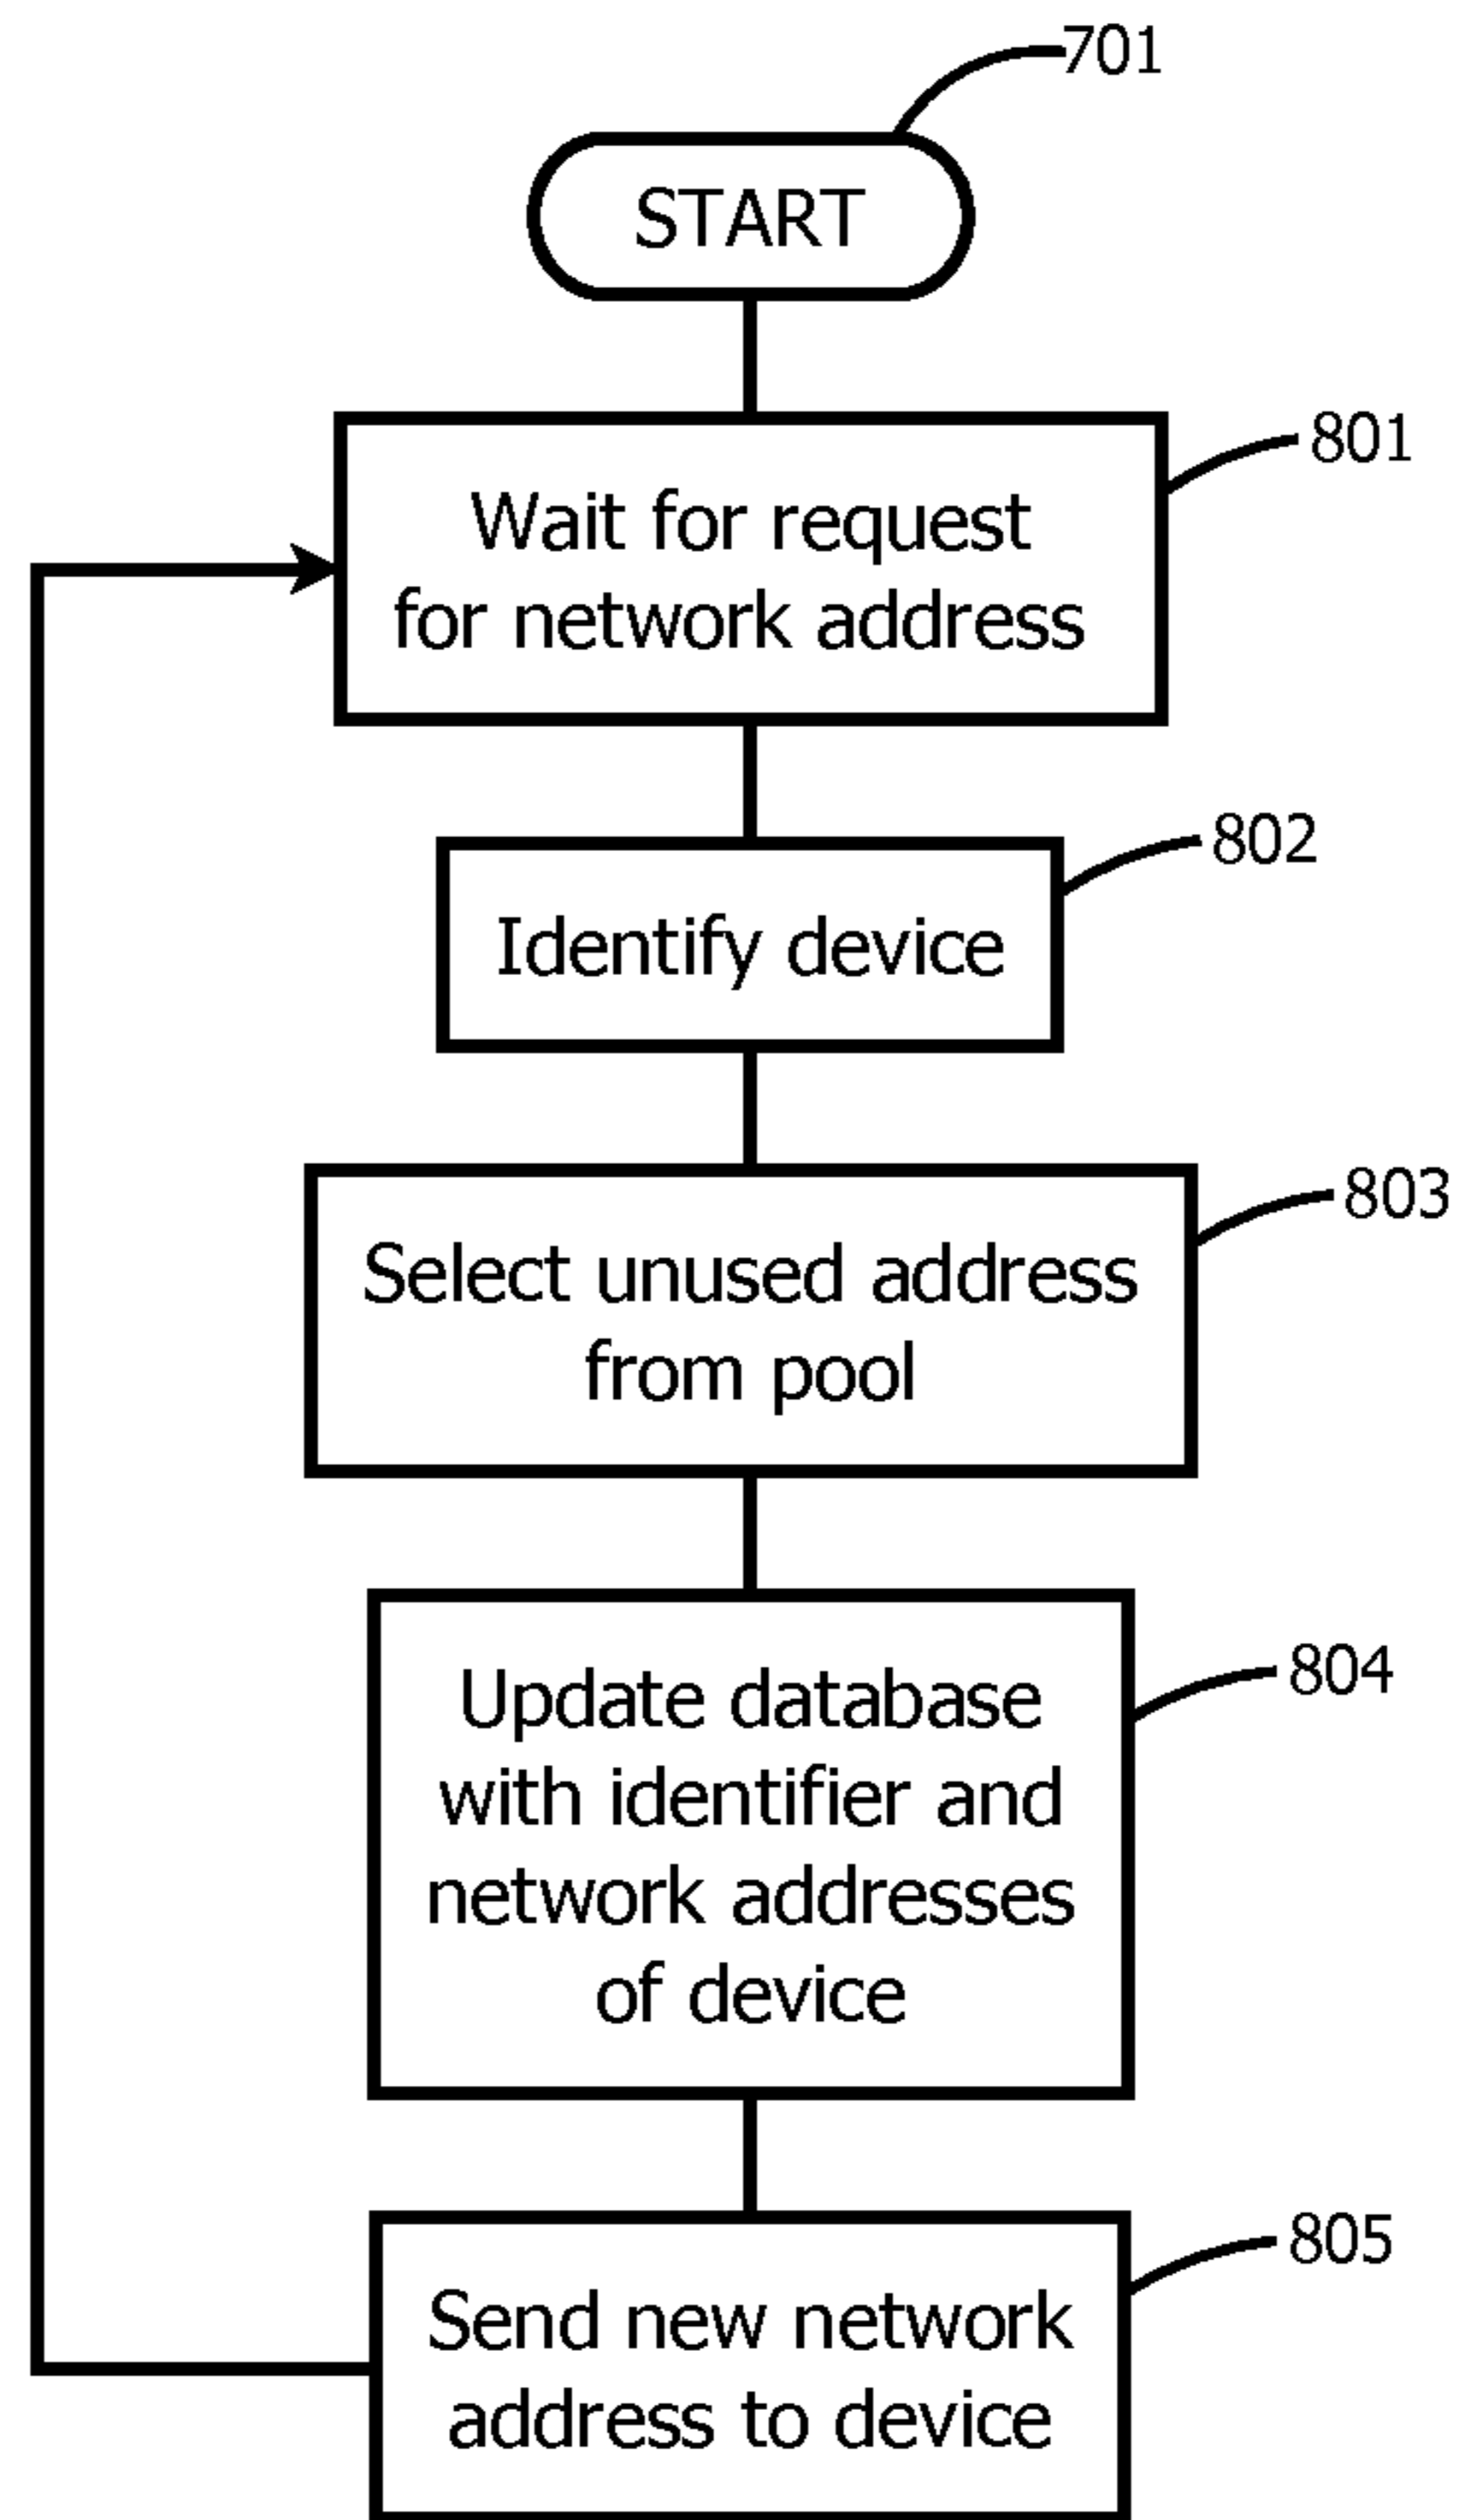 701
START
801
Wait for request
for network address
802
Identify device
803
Select unused address
from pool
804
Update database
with identifier and
network addresses
of device
805
Send new network
address to device